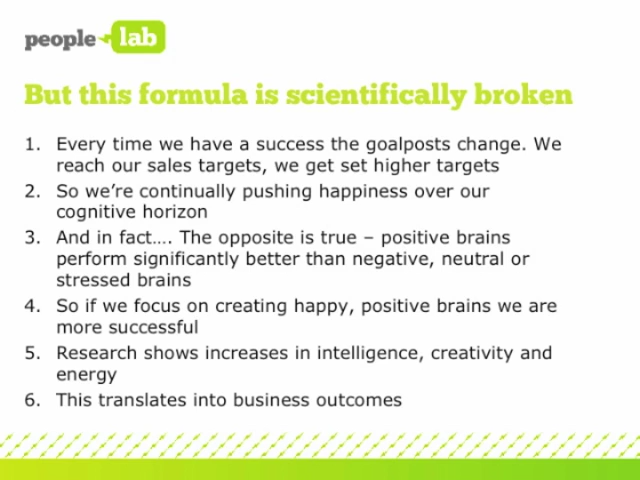 people lab
But this formula is scientifically broken
1. Every time we have a success the goalposts change. We
reach our sales targets, we get set higher targets
2. So we’re continually pushing happiness over our
cognitive horizon
3. And in fact…. The opposite is true – positive brains
perform significantly better than negative, neutral or
stressed brains
4. So if we focus on creating happy, positive brains we are
more successful
5. Research shows increases in intelligence, creativity and
energy
6. This translates into business outcomes